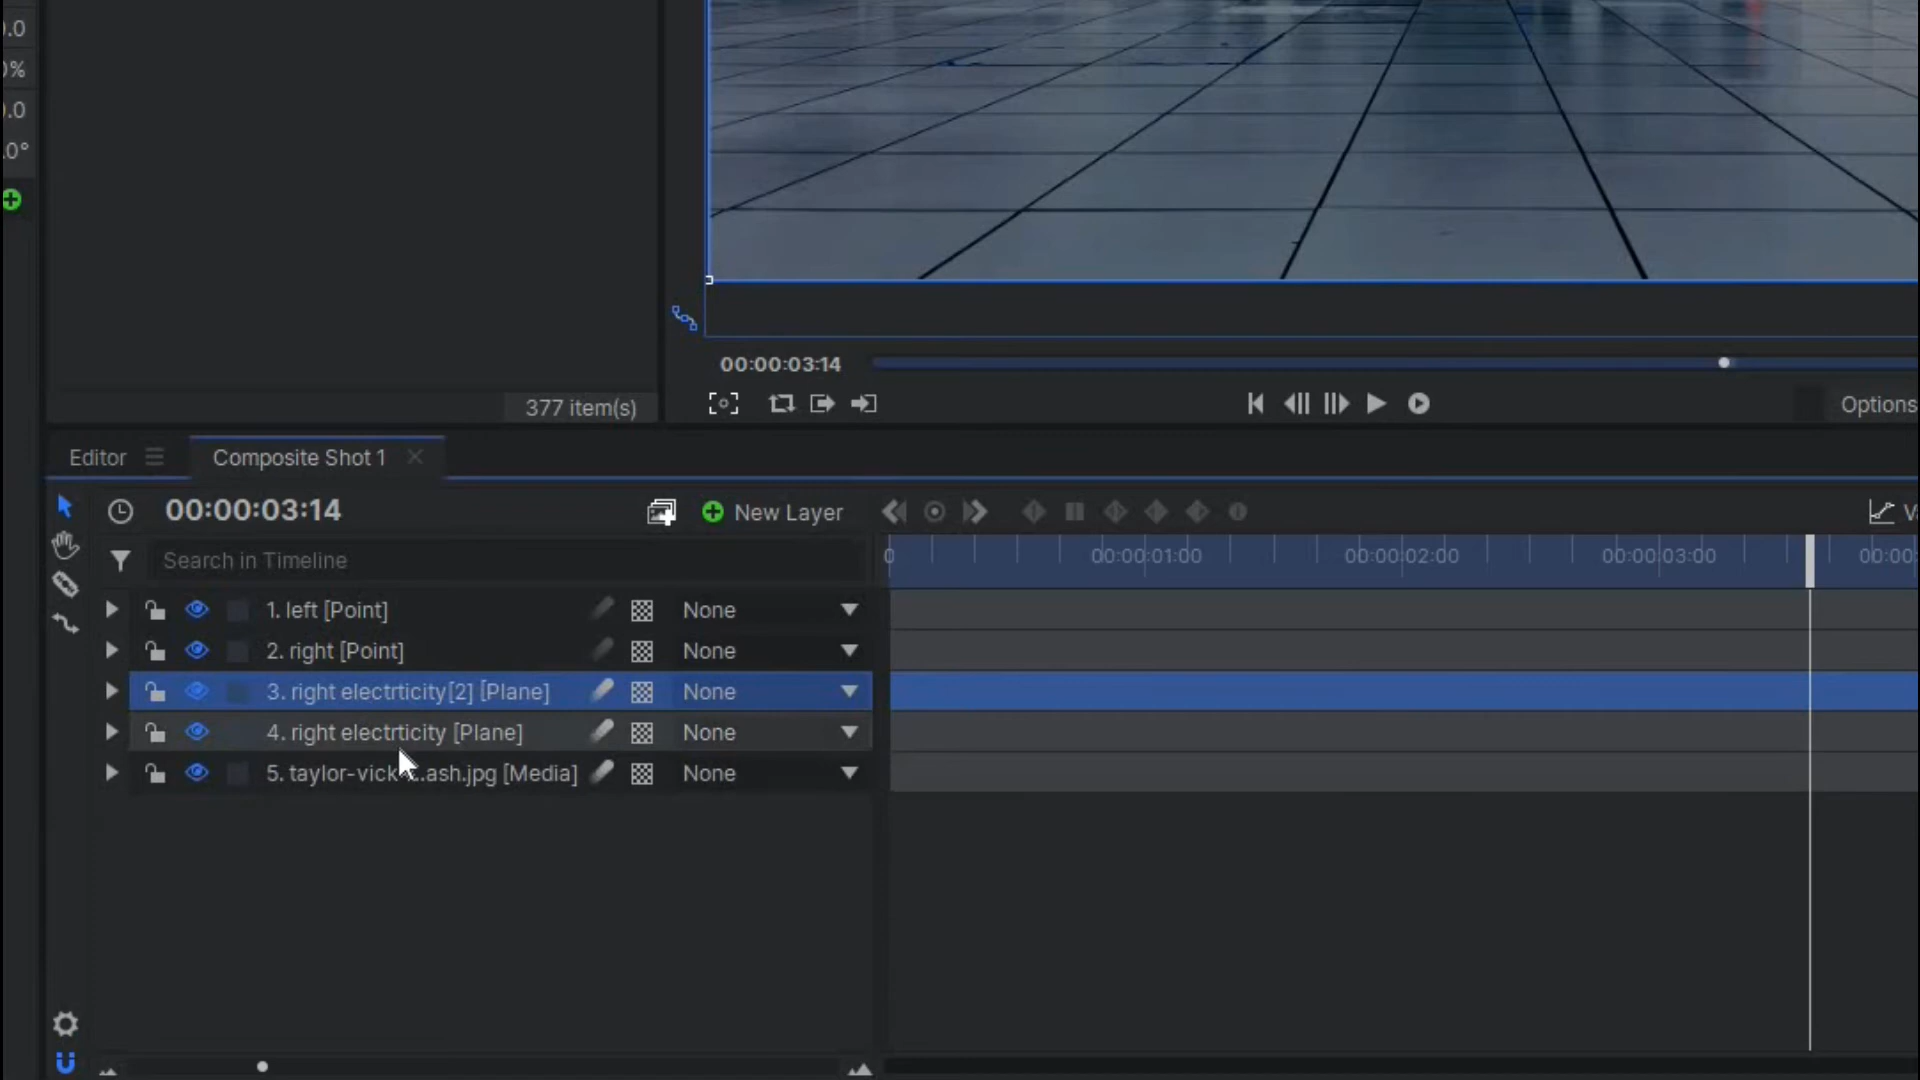 .0
0%
.0
.0°
00:00:03:14
377 item(s)
Options
Editor
Composite Shot 1
00:00:03:14
New Layer
Search in Timeline
0
00:00:01:00
00:00:02:00
00:00:03:00
00:00:
1. left [Point]
None
2. right [Point]
None
3. right electrticity[2] [Plane]
None
4. right electrticity [Plane]
None
5. taylor-vick-...ash.jpg [Media]
None